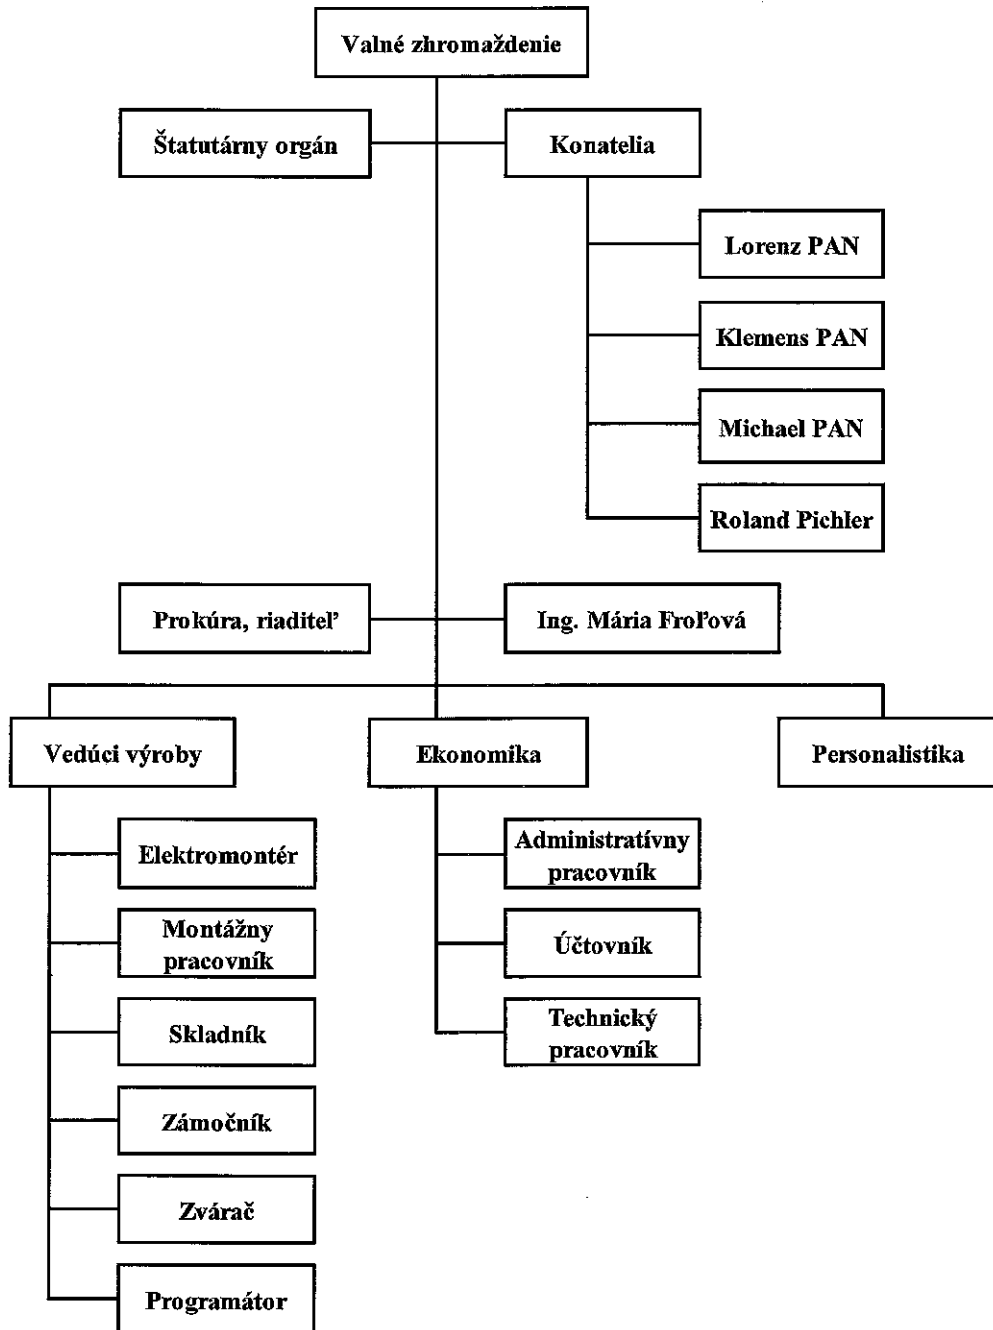 Valné zhromaždenie
Štatutárny orgán
Konatelia
Lorenz PAN
Klemens PAN
Michael PAN
Roland Pichler
Prokúra, riaditeľ
Ing. Mária Froľová
Vedúci výroby
Ekonomika
Personalistika
Elektromontér
Montážny
pracovník
Skladník
Zámočník
Zvárač
Programátor
Administratívny
pracovník
Účtovník
Technický
pracovník